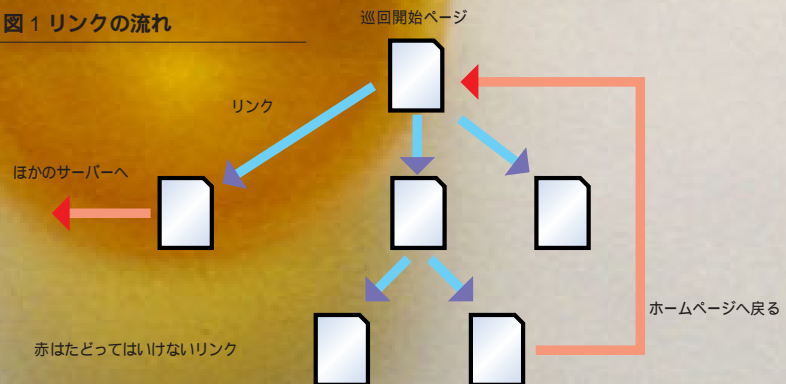 図1 リンクの流れ
巡回開始ページ
リンク
ほかのサーバーへ
ホームページへ戻る
赤はたどってはいけないリンク